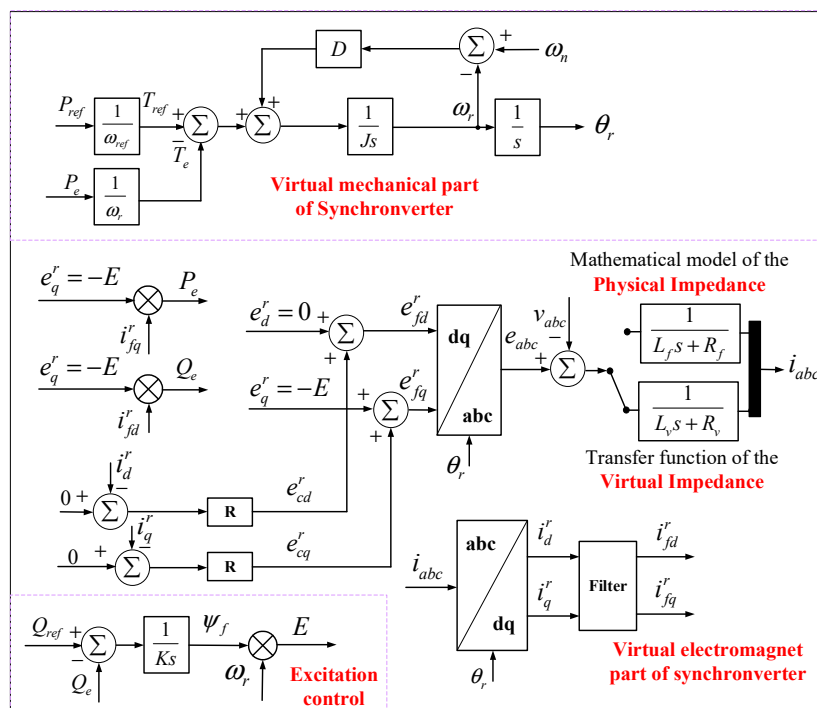 D
Σ
+
ω_n
−
P_ref
1/ω_ref
T_ref
+
Σ
+
+
Σ
1/Js
ω_r
1/s
θ_r
−
T_e
P_e
1/ω_r
Virtual mechanical part
of Synchronverter
e_q^r = −E
P_e
i_fq^r
e_q^r = −E
Q_e
i_fd^r
e_d^r = 0
+
Σ
+
e_fd^r
e_q^r = −E
+
Σ
+
e_fq^r
dq
abc
θ_r
e_abc
v_abc
−
+
Σ
Mathematical model of the
Physical Impedance
1/(L_f s + R_f)
1/(L_v s + R_v)
i_abc
Transfer function of the
Virtual Impedance
i_d^r
0
+
−
Σ
R
e_cd^r
i_q^r
0
+
−
Σ
R
e_cq^r
i_abc
abc
dq
θ_r
i_d^r
i_q^r
Filter
i_fd^r
i_fq^r
Virtual electromagnet
part of synchronverter
Q_ref
+
−
Σ
Q_e
1/Ks
ψ_f
ω_r
E
Excitation
control